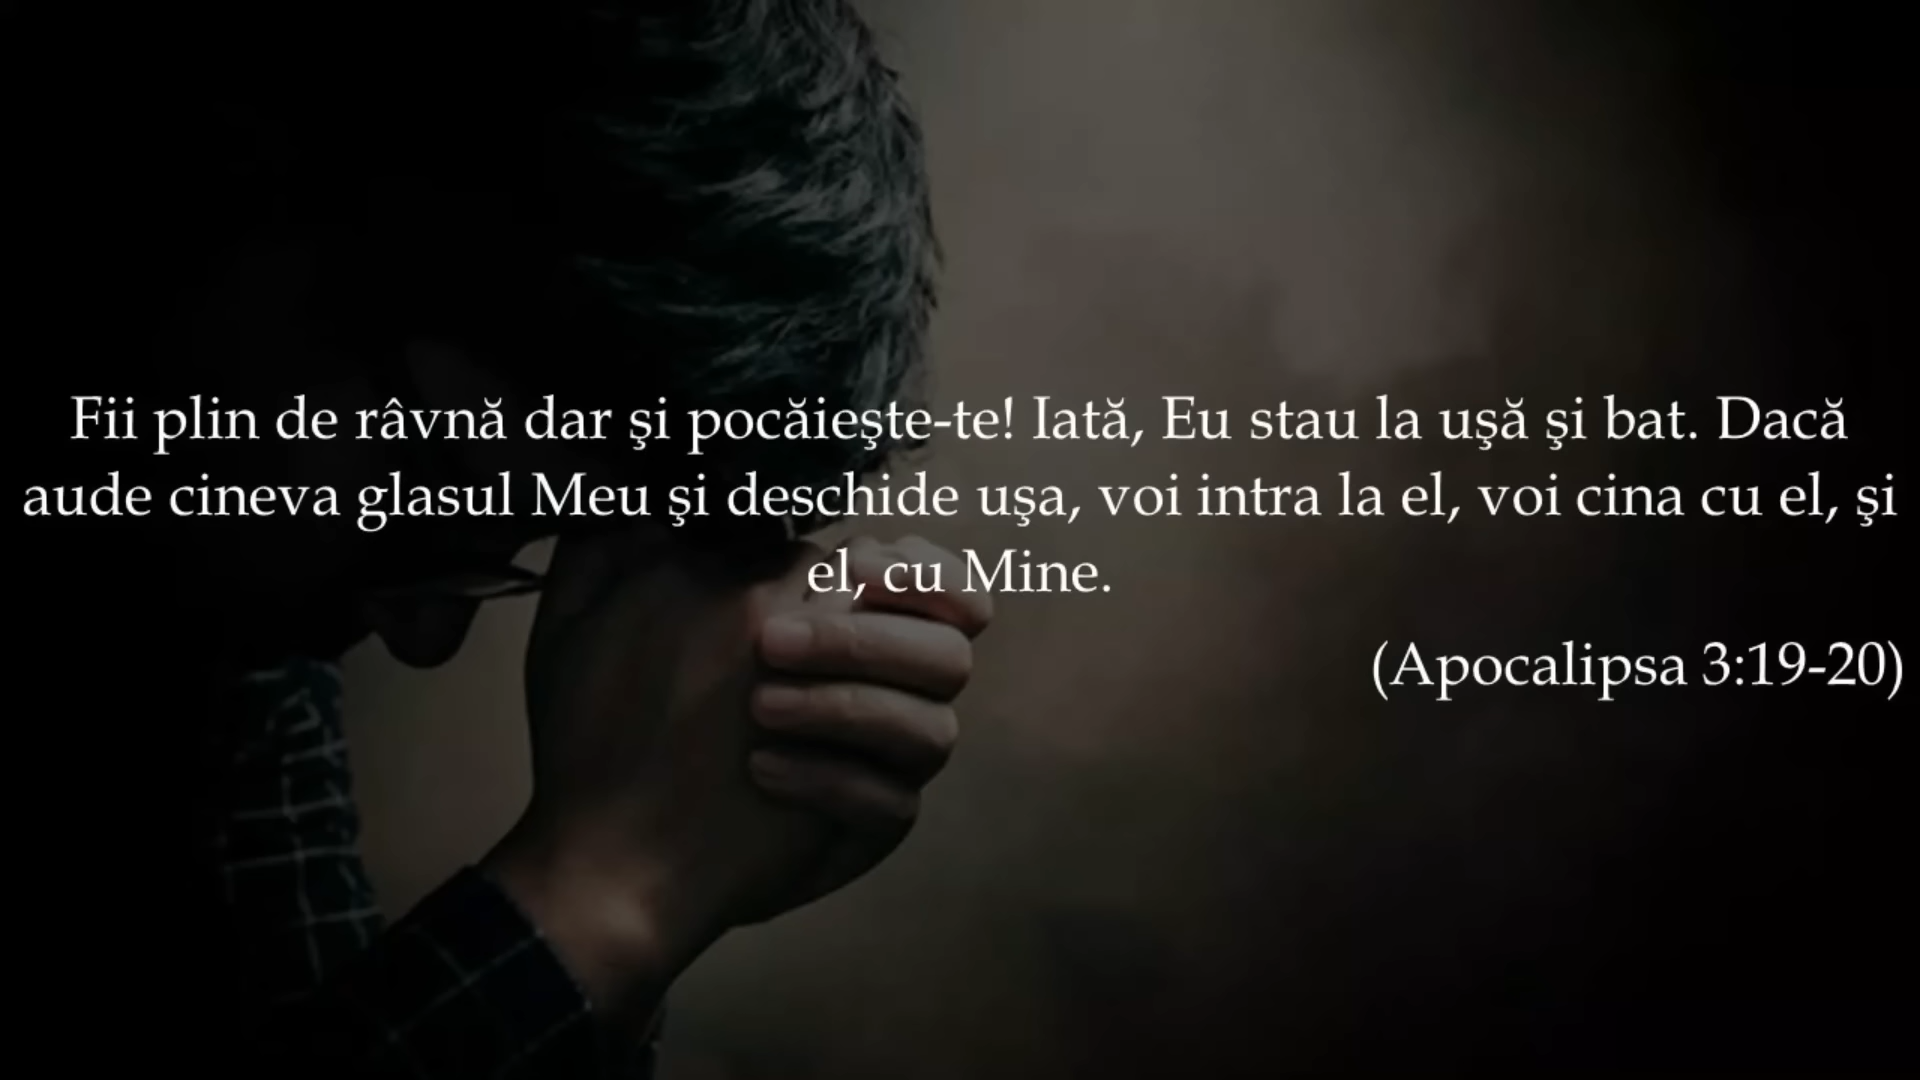 Fii plin de râvnă dar şi pocăieşte-te! Iată, Eu stau la uşă şi bat. Dacă
aude cineva glasul Meu şi deschide uşa, voi intra la el, voi cina cu el, şi
el, cu Mine.
(Apocalipsa 3:19-20)